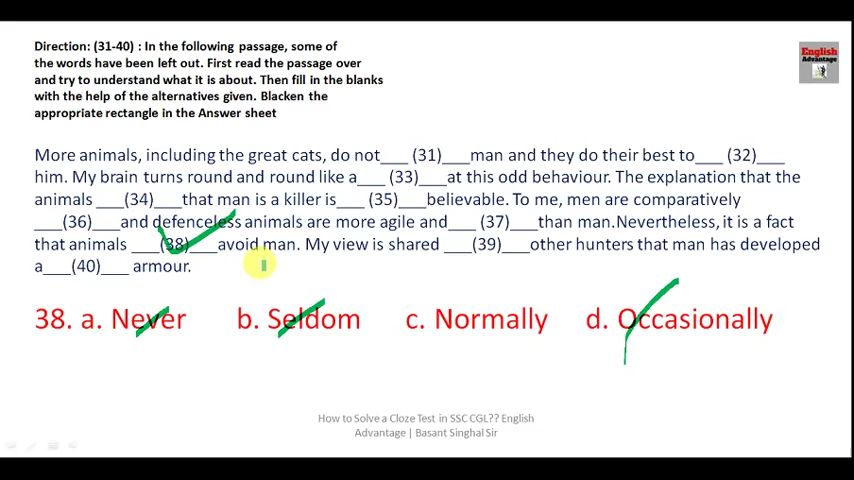 Direction: (31-40) : In the following passage, some of
the words have been left out. First read the passage over
and try to understand what it is about. Then fill in the blanks
with the help of the alternatives given. Blacken the
appropriate rectangle in the Answer sheet
English
Advantage
More animals, including the great cats, do not___ (31)___man and they do their best to___ (32)___
him. My brain turns round and round like a___ (33)___at this odd behaviour. The explanation that the
animals ___(34)___that man is a killer is___ (35)___believable. To me, men are comparatively
___(36)___and defenceless animals are more agile and___ (37)___than man.Nevertheless, it is a fact
that animals ___(38)___avoid man. My view is shared ___(39)___other hunters that man has developed
a___(40)___ armour.
38. a. Never b. Seldom c. Normally d. Occasionally
How to Solve a Cloze Test in SSC CGL?? English
Advantage | Basant Singhal Sir